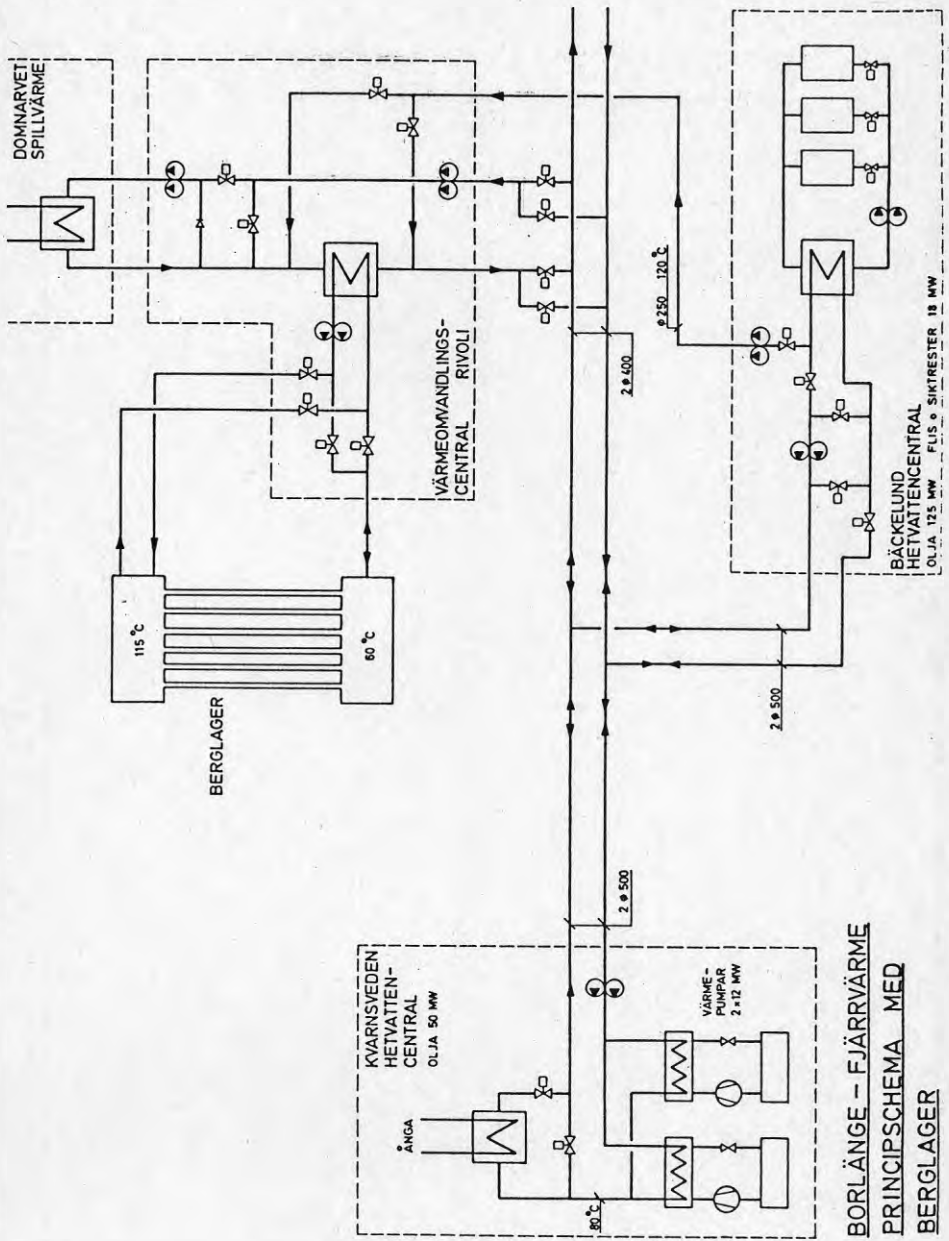 DOMNARVET
SPILLVÄRME
VÄRMEOMVANDLINGS-
CENTRAL RIVOLI
115 °C
60 °C
BERGLAGER
ø 250 120 °C
2 ø 400
BÄCKELUND
HETVATTENCENTRAL
OLJA 125 MW FLIS o SIKTRESTER 18 MW
2 ø 500
2 ø 500
KVARNSVEDEN
HETVATTEN-
CENTRAL
OLJA 50 MW
ÅNGA
VÄRME-
PUMPAR
2 x 12 MW
80 °C
BORLÄNGE – FJÄRRVÄRME
PRINCIPSCHEMA MED
BERGLAGER